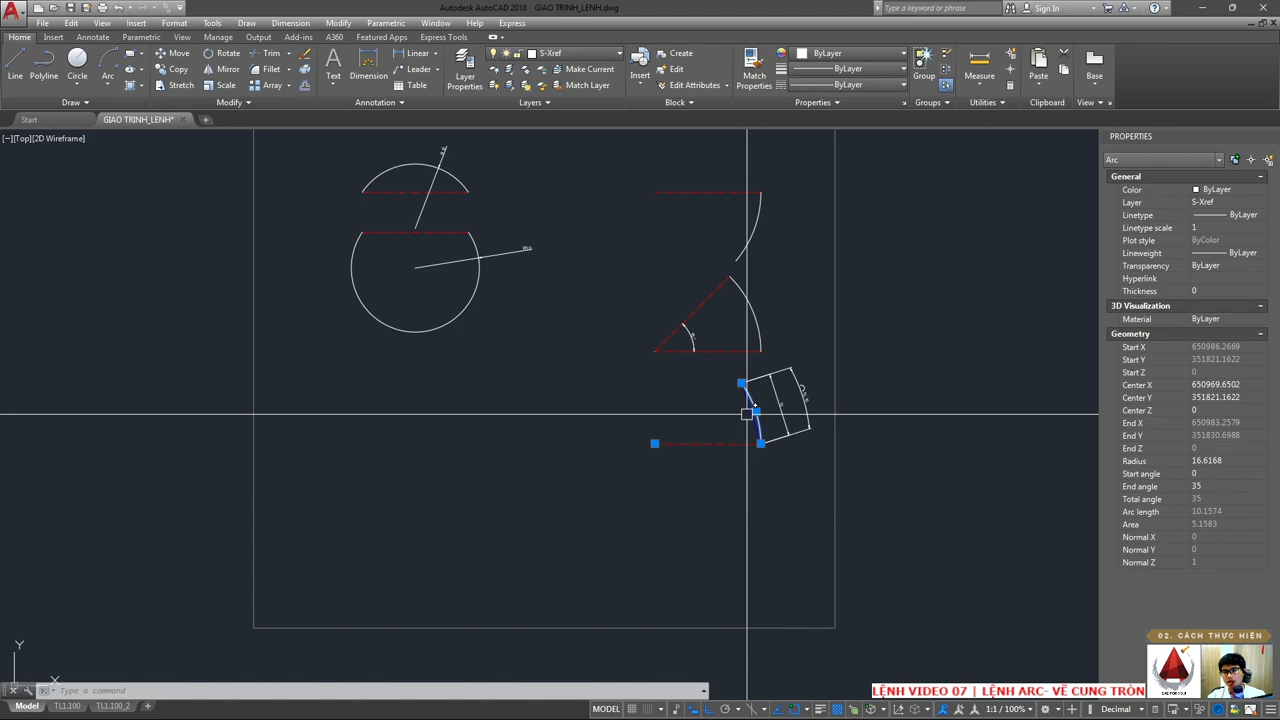 Autodesk AutoCAD 2018 GIAO TRINH_LENH.dwg
Type a keyword or phrase
Sign In
File Edit View Insert Format Tools Draw Dimension Modify Parametric Window Help Express
Home Insert Annotate Parametric View Manage Output Add-ins A360 Featured Apps Express Tools
Line Polyline Circle Arc
Move Rotate Trim
Copy Mirror Fillet
Stretch Scale Array
Text Dimension
Linear
Leader
Table
Layer Properties
S-Xref
Make Current
Match Layer
Insert
Create
Edit
Edit Attributes
Match Properties
ByLayer
ByLayer
ByLayer
Group
Measure
Paste
Base
Draw Modify Annotation Layers Block Properties Groups Utilities Clipboard View
Start GIAO TRINH_LENH*
[−][Top][2D Wireframe]
PROPERTIES
Arc
General
Color ByLayer
Layer S-Xref
Linetype ByLayer
Linetype scale 1
Plot style ByColor
Lineweight ByLayer
Transparency ByLayer
Hyperlink
Thickness 0
3D Visualization
Material ByLayer
Geometry
Start X 650986.2669
Start Y 351821.1622
Start Z 0
Center X 650969.6502
Center Y 351821.1622
Center Z 0
End X 650983.2579
End Y 351830.6988
End Z 0
Radius 16.6168
Start angle 0
End angle 35
Total angle 35
Arc length 10.1574
Area 5.1583
Normal X 0
Normal Y 0
Normal Z 1
Y
X
02. CÁCH THỰC HIỆN
Type a command
LỆNH VIDEO 07 | LỆNH ARC- VẼ CUNG TRÒN
Model TL1.100 TL1.100_2
MODEL 1:1 / 100% Decimal